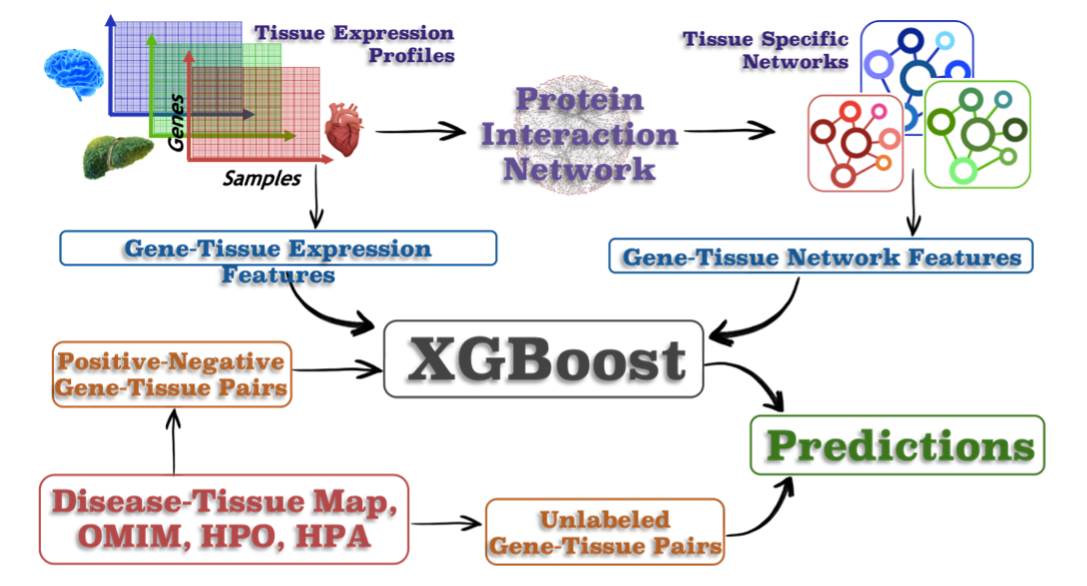 Tissue Expression
Profiles
Genes
Samples
Protein
Interaction
Network
Tissue Specific
Networks
Gene-Tissue Expression
Features
Gene-Tissue Network Features
XGBoost
Positive-Negative
Gene-Tissue Pairs
Predictions
Disease-Tissue Map,
OMIM, HPO, HPA
Unlabeled
Gene-Tissue Pairs